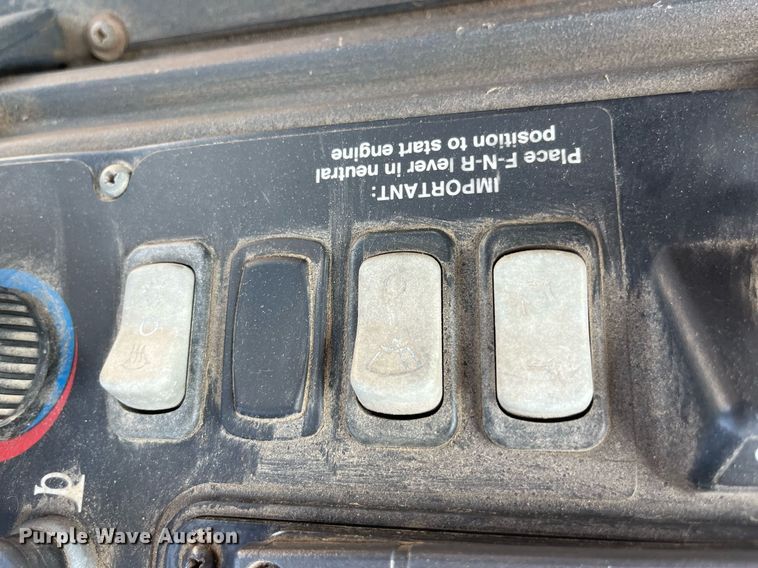 IMPORTANT:
Place F-N-R lever in neutral
position to start engine
Purple Wave Auction